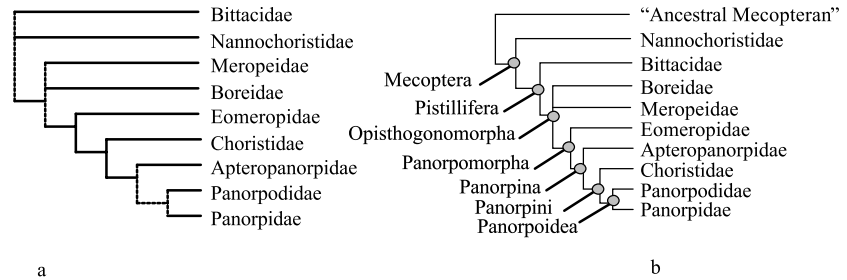 Bittacidae
Nannochoristidae
Meropeidae
Boreidae
Eomeropidae
Choristidae
Apteropanorpidae
Panorpodidae
Panorpidae
a
“Ancestral Mecopteran”
Nannochoristidae
Bittacidae
Boreidae
Meropeidae
Eomeropidae
Apteropanorpidae
Choristidae
Panorpodidae
Panorpidae
Mecoptera
Pistillifera
Opisthogonomorpha
Panorpomorpha
Panorpina
Panorpini
Panorpoidea
b